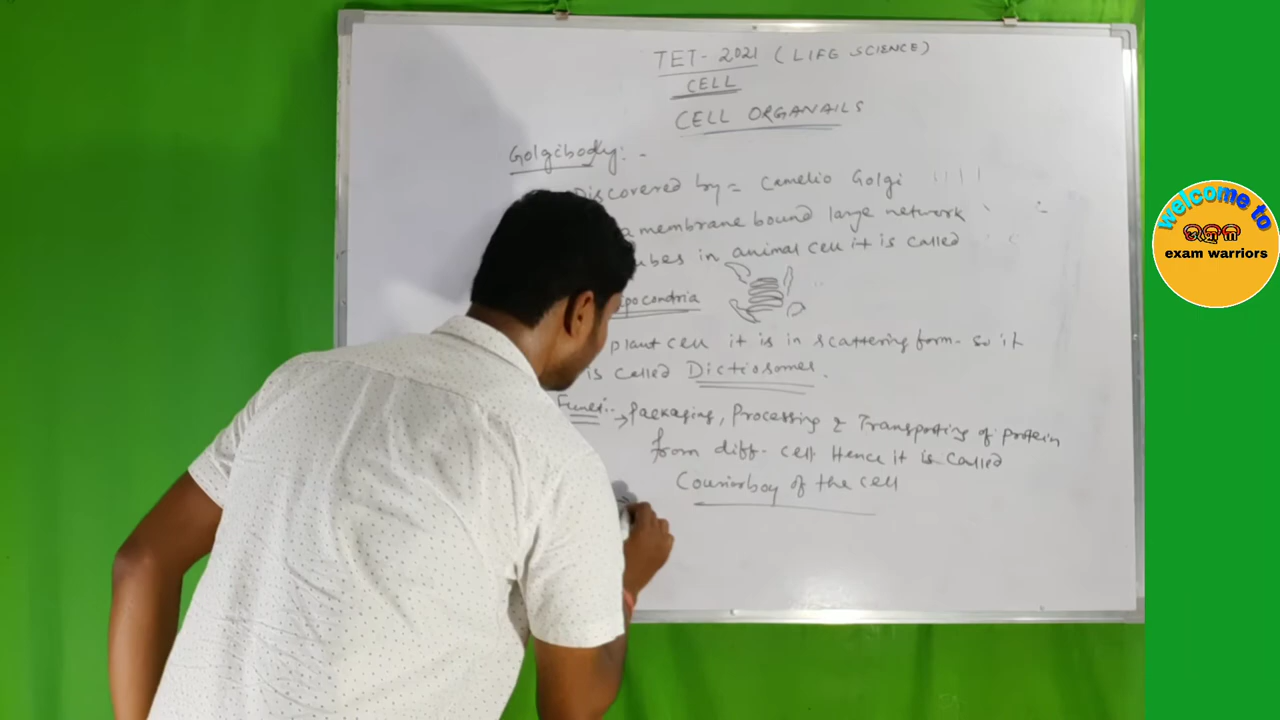 TET-2021 (LIFE SCIENCE)
CELL
CELL ORGANAILS
Golgibody:-
Discovered by = Camelio Golgi
a membrane bound large network
ubes in animal cell it is called
pocondria
plant cell it is in scattering form. so it
is called Dictiosomes.
Funct:. → Packaging, Processing & Transporting of protein
from diff. cell. Hence it is called
Courierboy of the cell
welcome to
exam warriors